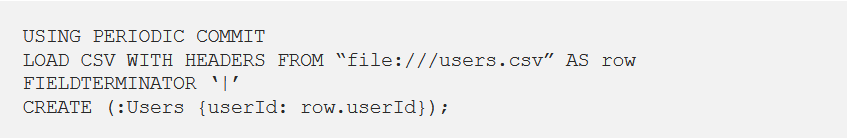 USING PERIODIC COMMIT
LOAD CSV WITH HEADERS FROM “file:///users.csv” AS row
FIELDTERMINATOR ‘|’
CREATE (:Users {userId: row.userId});